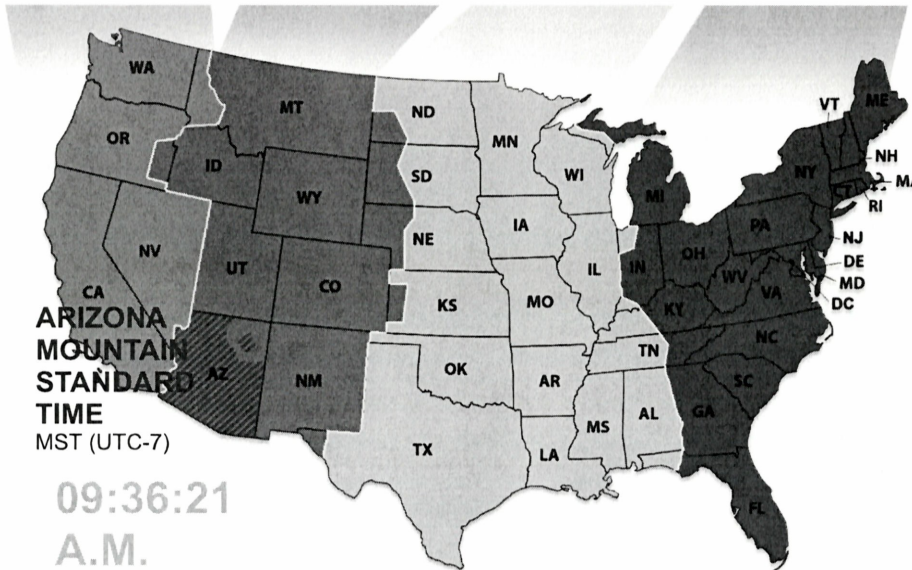 WA
MT
ND
MN
VT
ME
OR
ID
SD
WI
NH
MA
NY
MI
CT
RI
WY
IA
PA
NJ
NE
OH
DE
NV
IL
IN
WV
MD
UT
CO
VA
DC
CA
KS
MO
KY
ARIZONA
MOUNTAIN
STANDARD
TIME
MST (UTC-7)
AZ
NM
OK
AR
TN
NC
SC
MS
AL
GA
TX
LA
FL
09:36:21
A.M.